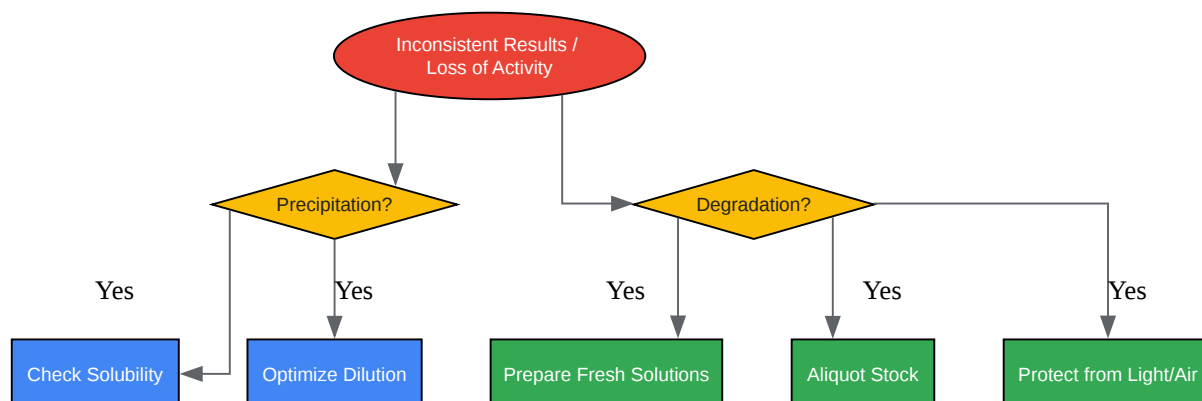 Inconsistent Results /
Loss of Activity
Precipitation?
Degradation?
Yes
Yes
Yes
Yes
Yes
Check Solubility
Optimize Dilution
Prepare Fresh Solutions
Aliquot Stock
Protect from Light/Air